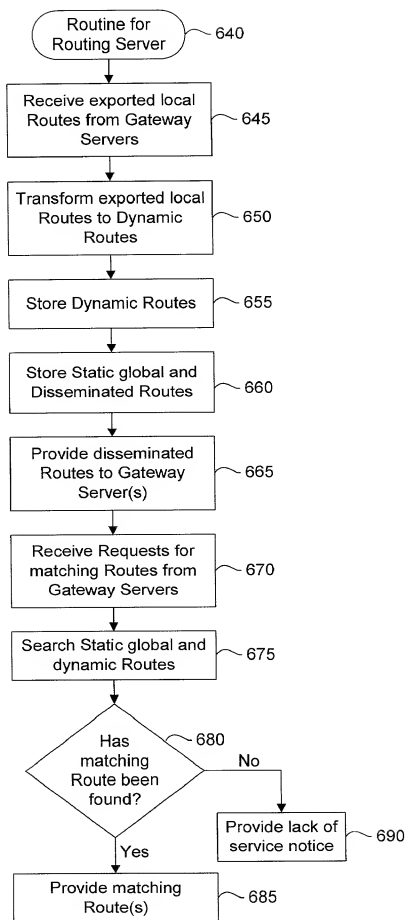 Routine for
Routing Server
640
Receive exported local
Routes from Gateway
Servers
645
Transform exported local
Routes to Dynamic
Routes
650
Store Dynamic Routes
655
Store Static global and
Disseminated Routes
660
Provide disseminated
Routes to Gateway
Server(s)
665
Receive Requests for
matching Routes from
Gateway Servers
670
Search Static global and
dynamic Routes
675
Has
matching
Route been
found?
680
No
Provide lack of
service notice
690
Yes
Provide matching
Route(s)
685